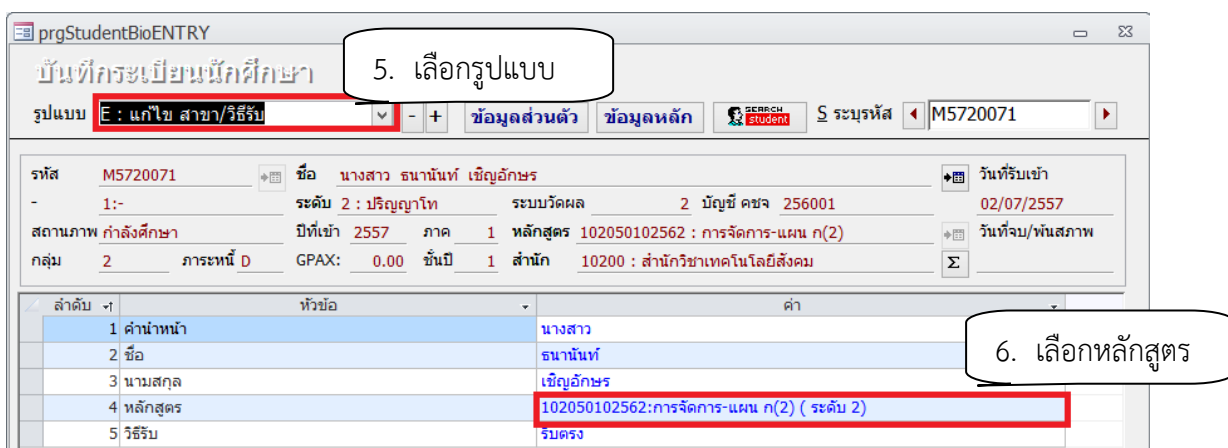 prgStudentBioENTRY
บันทึกระเบียนนักศึกษา
5. เลือกรูปแบบ
รูปแบบ E : แก้ไข สาขา/วิธีรับ - + ข้อมูลส่วนตัว ข้อมูลหลัก SEARCH student S ระบุรหัส M5720071
รหัส M5720071 ชื่อ นางสาว ธนานันท์ เชิญอักษร วันที่รับเข้า
- 1:- ระดับ 2 : ปริญญาโท ระบบวัดผล 2 บัญชี คชจ 256001 02/07/2557
สถานภาพ กำลังศึกษา ปีที่เข้า 2557 ภาค 1 หลักสูตร 102050102562 : การจัดการ-แผน ก(2) วันที่จบ/พ้นสภาพ
กลุ่ม 2 ภาระหนี้ D GPAX: 0.00 ชั้นปี 1 สำนัก 10200 : สำนักวิชาเทคโนโลยีสังคม Σ
ลำดับ หัวข้อ ค่า
1 คำนำหน้า นางสาว
2 ชื่อ ธนานันท์
6. เลือกหลักสูตร
3 นามสกุล เชิญอักษร
4 หลักสูตร 102050102562:การจัดการ-แผน ก(2) ( ระดับ 2)
5 วิธีรับ รับตรง